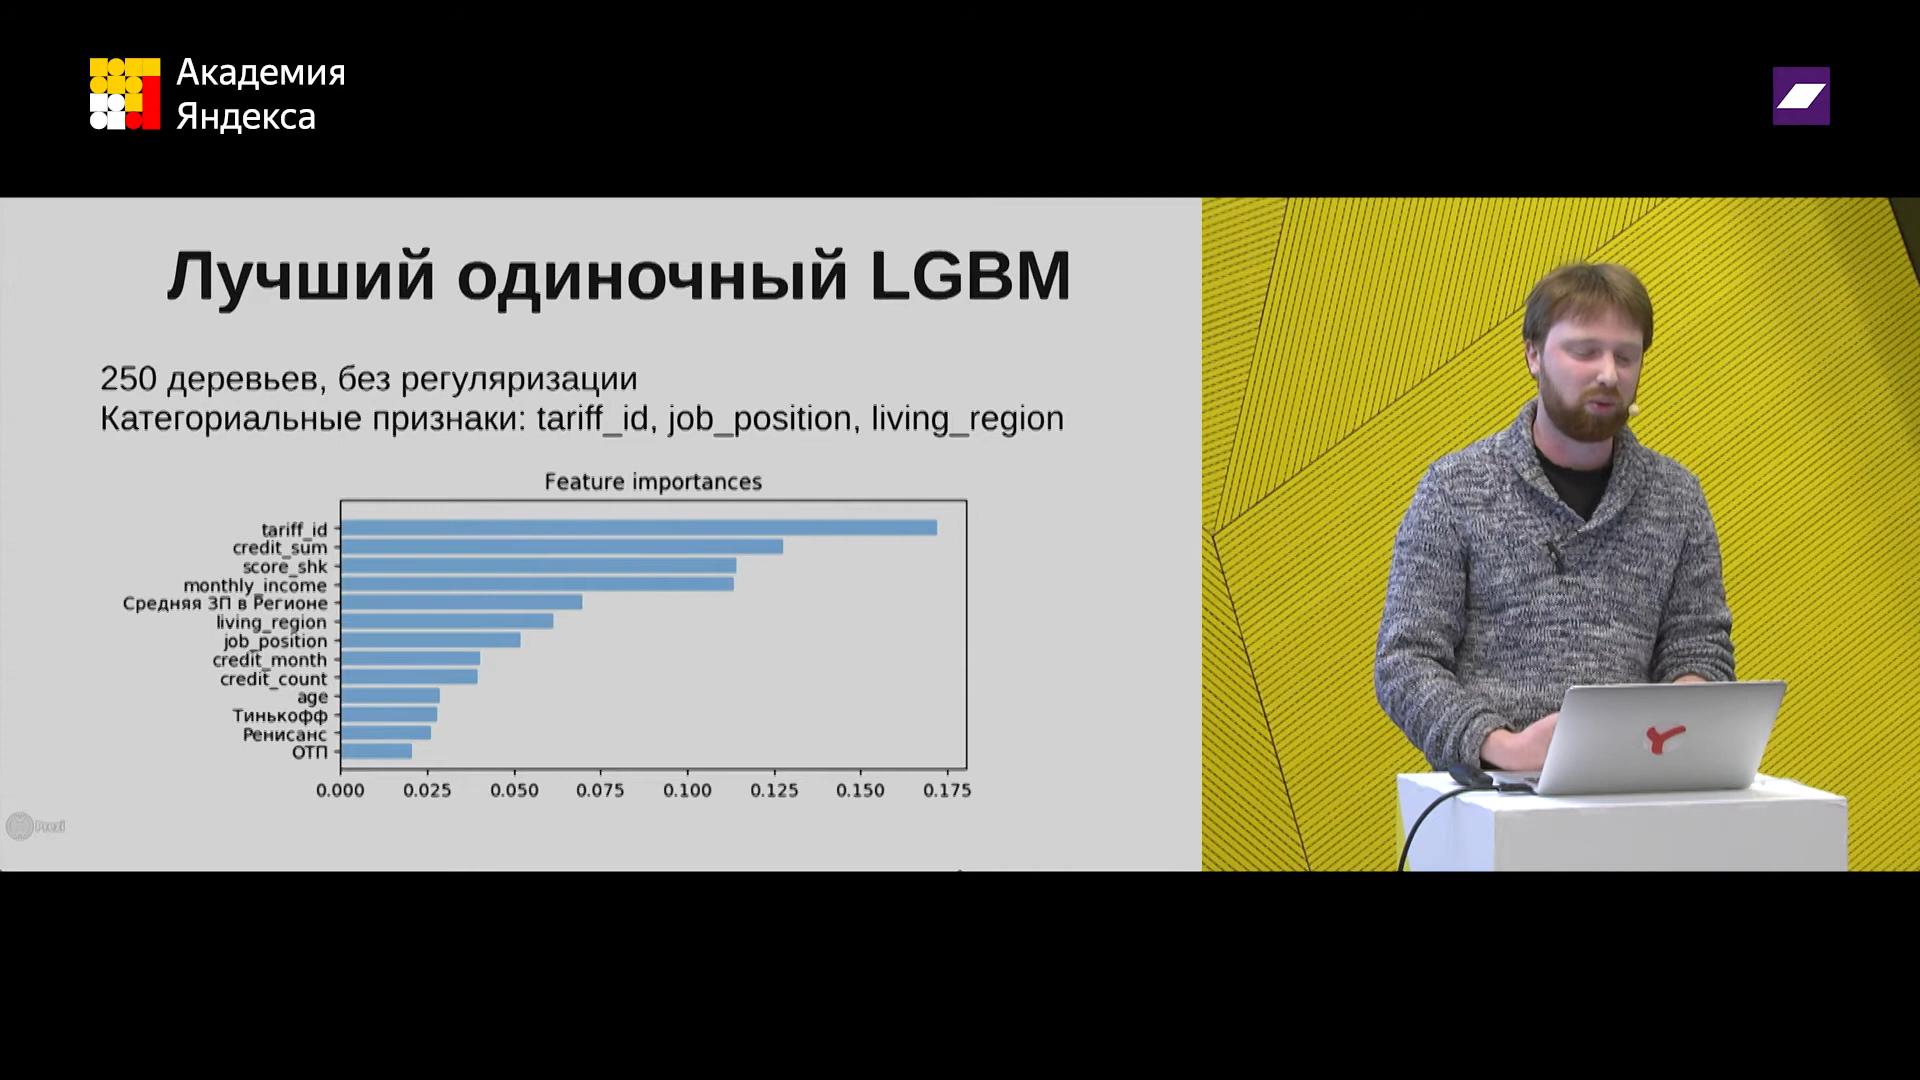 Академия
Яндекса
Лучший одиночный LGBM
250 деревьев, без регуляризации
Категориальные признаки: tariff_id, job_position, living_region
Feature importances
tariff_id
credit_sum
score_shk
monthly_income
Средняя ЗП в Регионе
living_region
job_position
credit_month
credit_count
age
Тинькофф
Ренисанс
ОТП
0.000 0.025 0.050 0.075 0.100 0.125 0.150 0.175
Prezi